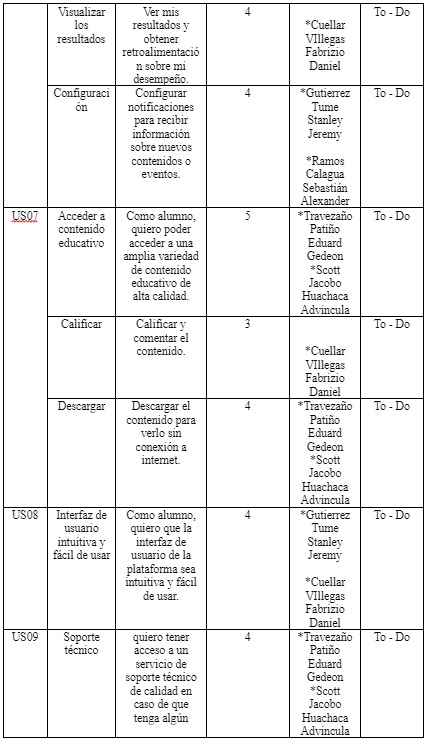 Visualizar
los
resultados
Ver mis
resultados y
obtener
retroalimentació
n sobre mi
desempeño.
4
*Cuellar
VIllegas
Fabrizio
Daniel
To - Do
Configuraci
ón
Configurar
notificaciones
para recibir
información
sobre nuevos
contenidos o
eventos.
4
*Gutierrez
Tume
Stanley
Jeremy
*Ramos
Calagua
Sebastián
Alexander
To - Do
US07
Acceder a
contenido
educativo
Como alumno,
quiero poder
acceder a una
amplia variedad
de contenido
educativo de
alta calidad.
5
*Travezaño
Patiño
Eduard
Gedeon
*Scott
Jacobo
Huachaca
Advincula
To - Do
Calificar
Calificar y
comentar el
contenido.
3
*Cuellar
VIllegas
Fabrizio
Daniel
To - Do
Descargar
Descargar el
contenido para
verlo sin
conexión a
internet.
4
*Travezaño
Patiño
Eduard
Gedeon
*Scott
Jacobo
Huachaca
Advincula
To - Do
US08
Interfaz de
usuario
intuitiva y
fácil de usar
Como alumno,
quiero que la
interfaz de
usuario de la
plataforma sea
intuitiva y fácil
de usar.
4
*Gutierrez
Tume
Stanley
Jeremy
*Cuellar
VIllegas
Fabrizio
Daniel
To - Do
US09
Soporte
técnico
quiero tener
acceso a un
servicio de
soporte técnico
de calidad en
caso de que
tenga algún
4
*Travezaño
Patiño
Eduard
Gedeon
*Scott
Jacobo
Huachaca
Advincula
To - Do